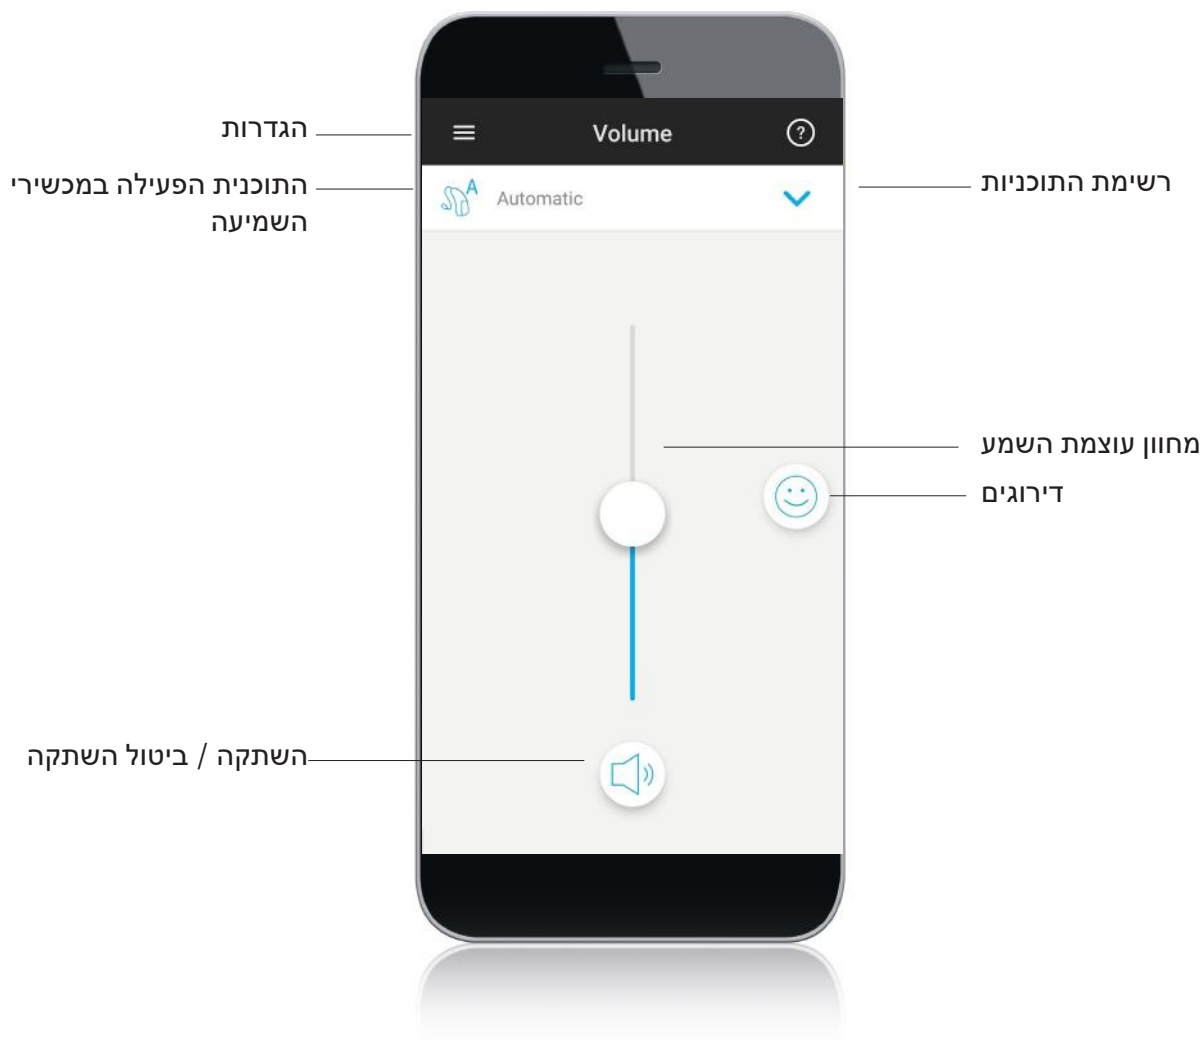 הגדרות
Volume
?
התוכנית הפעילה במכשירי
השמיעה
A
Automatic
רשימת התוכניות
מחוון עוצמת השמע
דירוגים
השתקה / ביטול השתקה